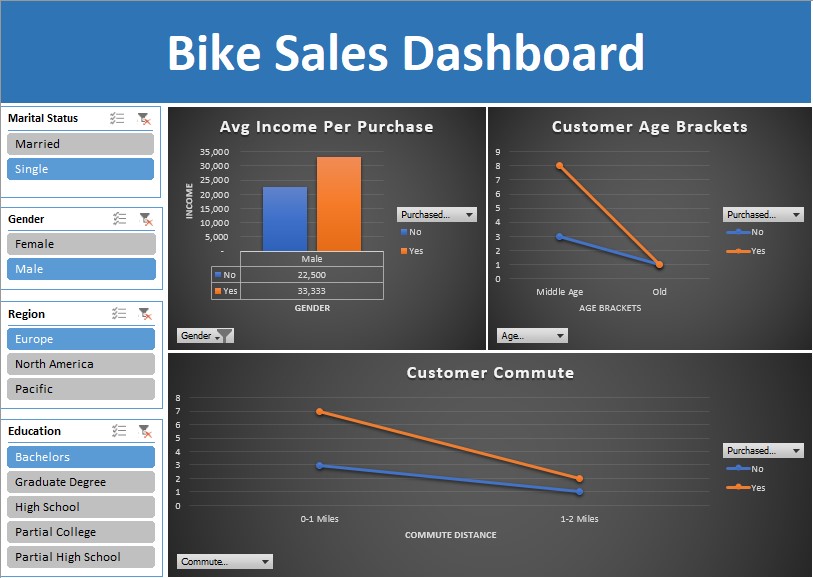 Bike Sales Dashboard
Marital Status
Married
Single
Gender
Female
Male
Region
Europe
North America
Pacific
Education
Bachelors
Graduate Degree
High School
Partial College
Partial High School
Avg Income Per Purchase
35,000
30,000
25,000
20,000
15,000
10,000
5,000
-
INCOME
Male
No 22,500
Yes 33,333
GENDER
Purchased...
No
Yes
Gender
Customer Age Brackets
9
8
7
6
5
4
3
2
1
0
Middle Age Old
AGE BRACKETS
Purchased...
No
Yes
Age...
Customer Commute
8
7
6
5
4
3
2
1
0
0-1 Miles 1-2 Miles
COMMUTE DISTANCE
Purchased...
No
Yes
Commute...